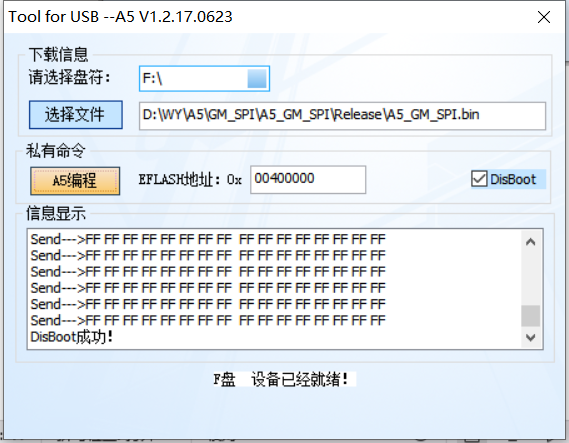 Tool for USB --A5 V1.2.17.0623
下载信息
请选择盘符：
F:\
选择文件
D:\WY\A5\GM_SPI\A5_GM_SPI\Release\A5_GM_SPI.bin
私有命令
A5编程
EFLASH地址：0x
00400000
DisBoot
信息显示
Send--->FF FF FF FF FF FF FF FF  FF FF FF FF FF FF FF FF
Send--->FF FF FF FF FF FF FF FF  FF FF FF FF FF FF FF FF
Send--->FF FF FF FF FF FF FF FF  FF FF FF FF FF FF FF FF
Send--->FF FF FF FF FF FF FF FF  FF FF FF FF FF FF FF FF
Send--->FF FF FF FF FF FF FF FF  FF FF FF FF FF FF FF FF
Send--->FF FF FF FF FF FF FF FF  FF FF FF FF FF FF FF FF
DisBoot成功！
F盘  设备已经就绪！